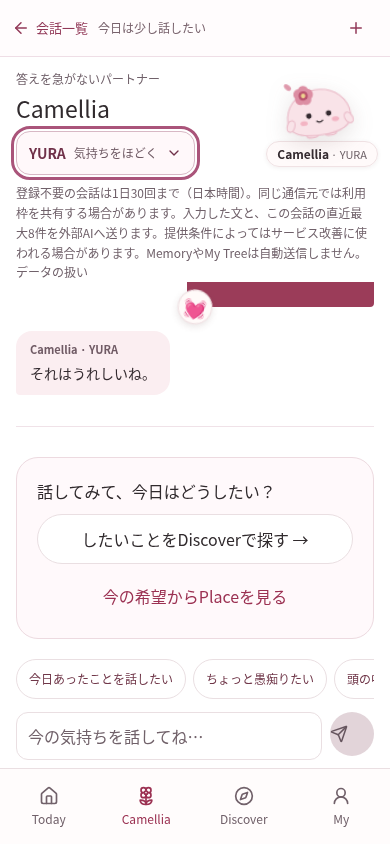 会話一覧 今日は少し話したい
答えを急がないパートナー
Camellia
Camellia · YURA
YURA 気持ちをほどく
登録不要の会話は1日30回まで（日本時間）。同じ通信元では利用
枠を共有する場合があります。入力した文と、この会話の直近最
大8件を外部AIへ送ります。提供条件によってはサービス改善に使
われる場合があります。MemoryやMy Treeは自動送信しません。
データの扱い
Camellia · YURA
それはうれしいね。
話してみて、今日はどうしたい？
したいことをDiscoverで探す →
今の希望からPlaceを見る
今日あったことを話したい ちょっと愚痴りたい 頭の
今の気持ちを話してね…
Today Camellia Discover My